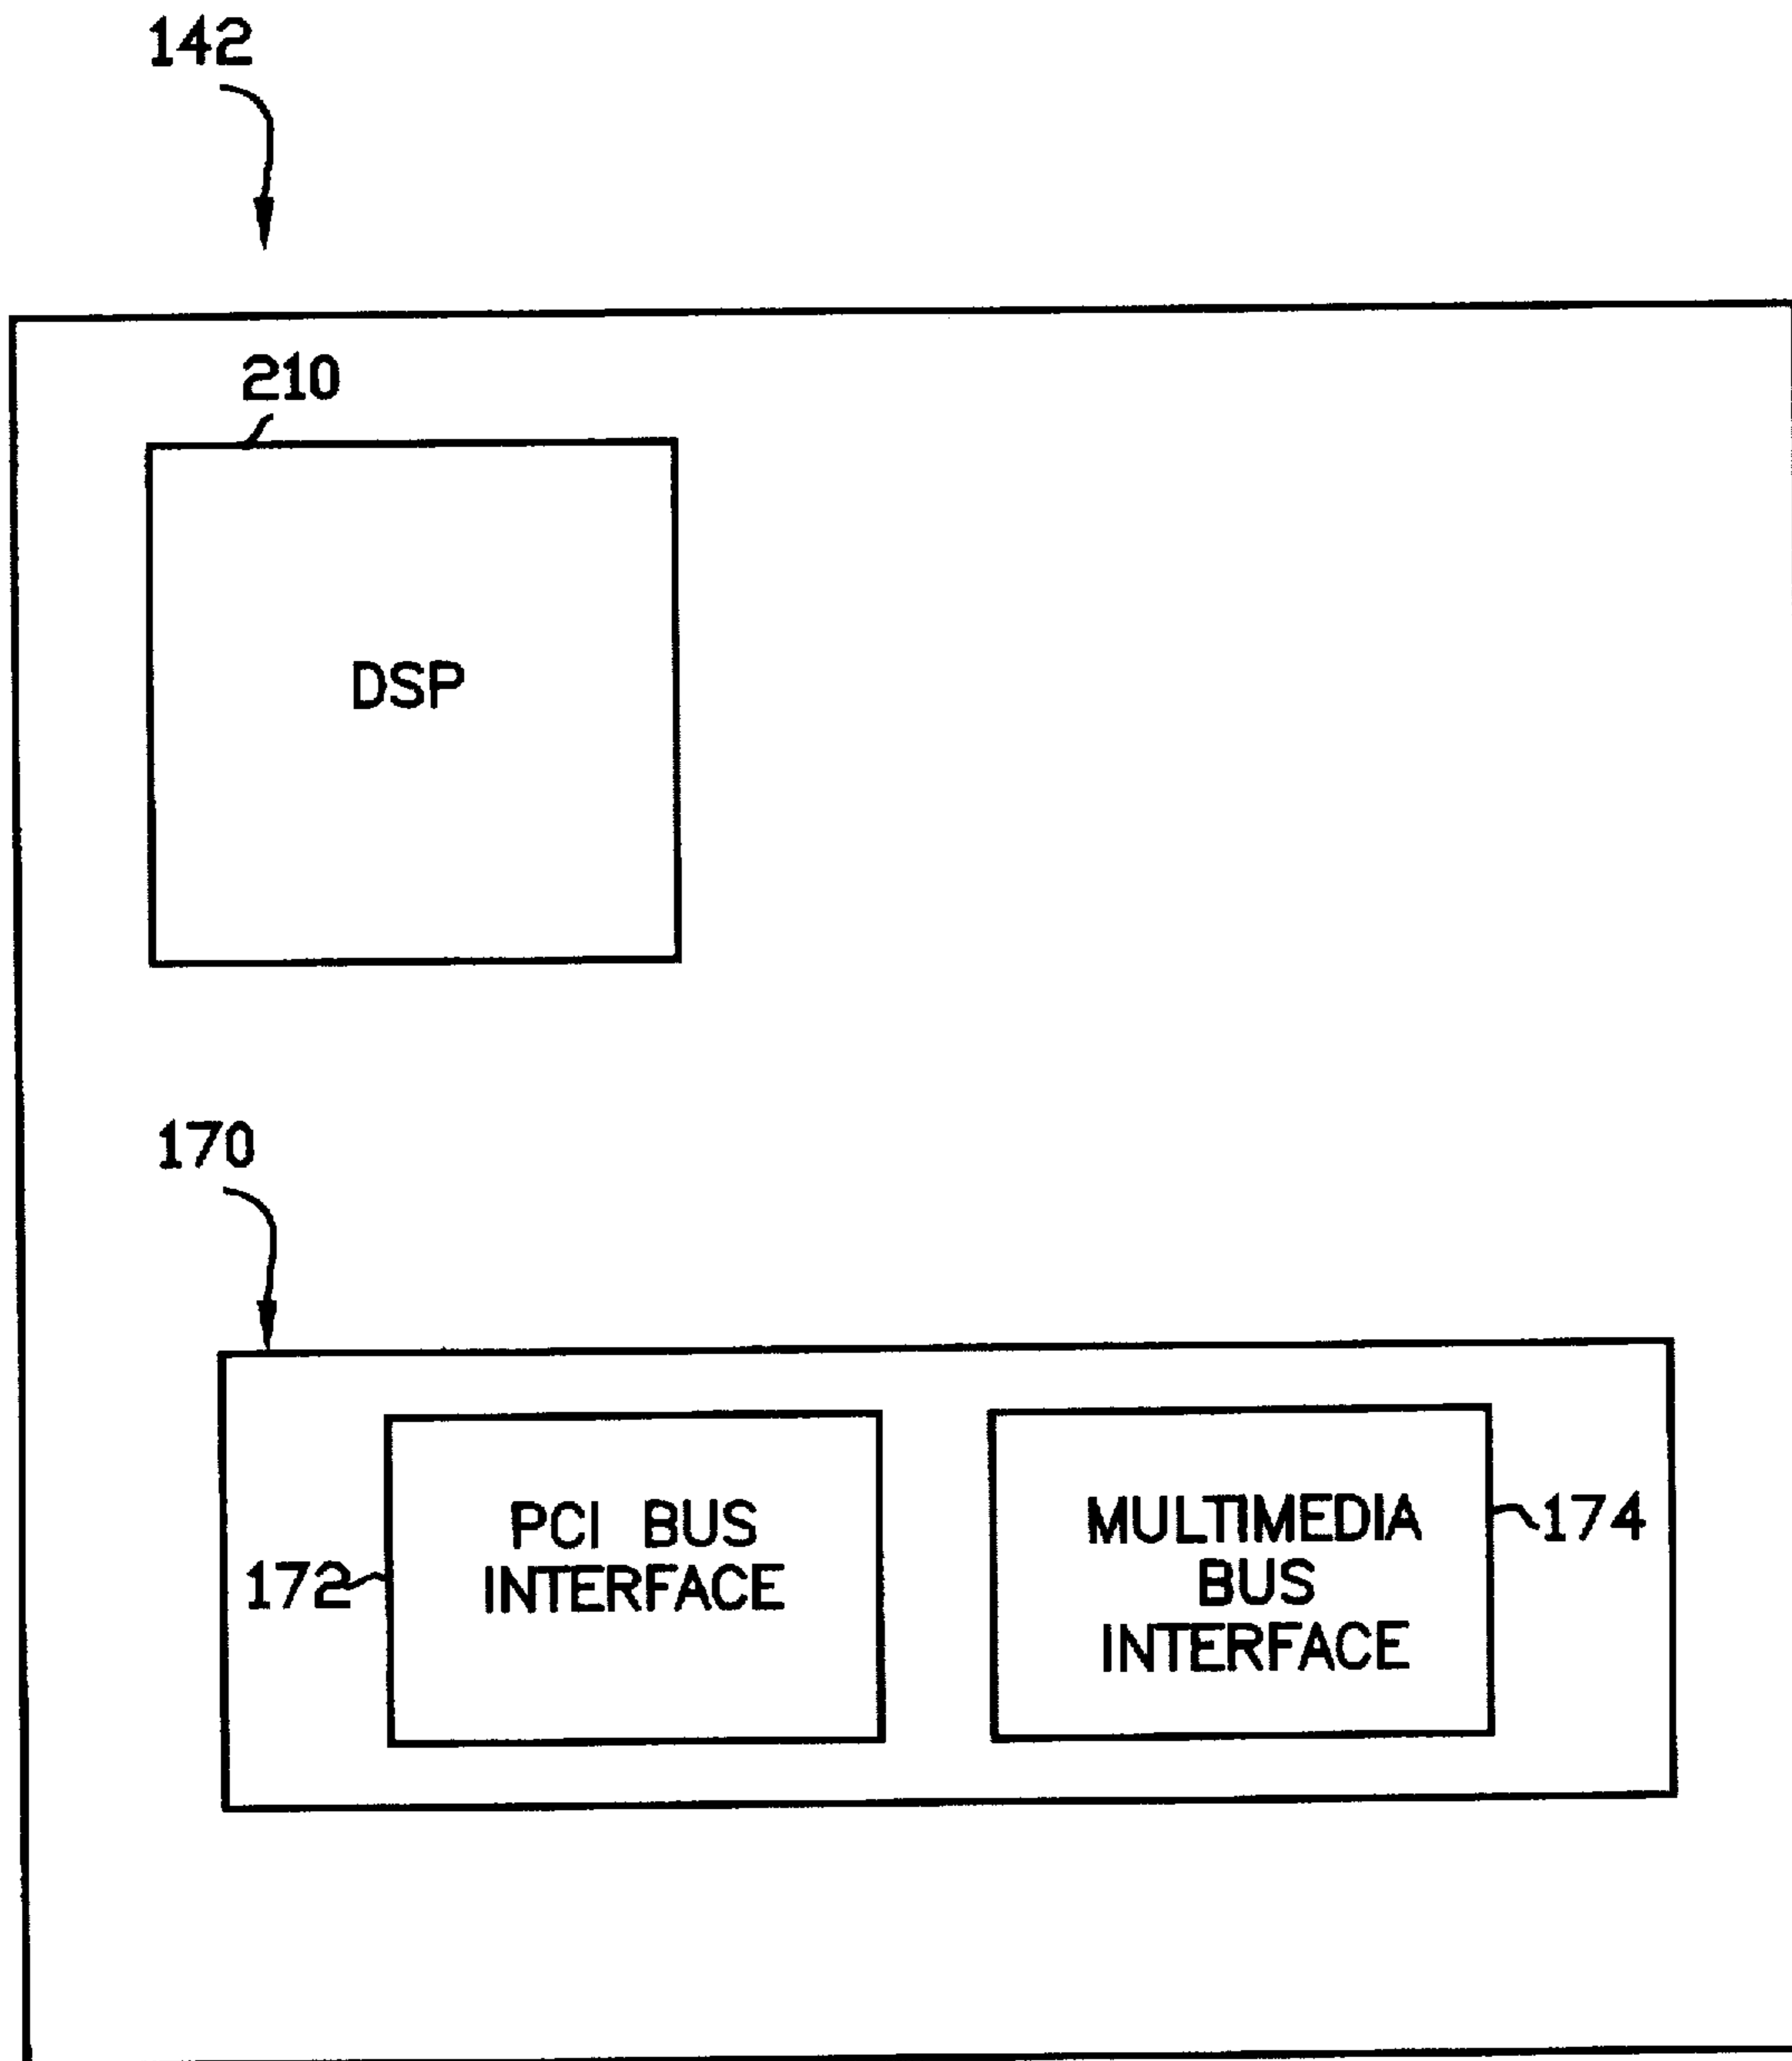 142
210
DSP
170
PCI BUS
INTERFACE
172
MULTIMEDIA
BUS
INTERFACE
174